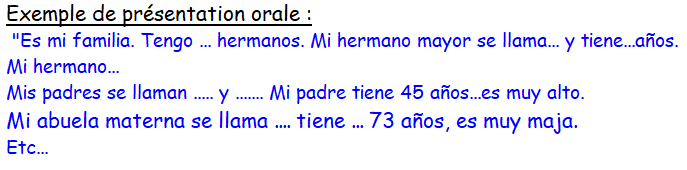 Exemple de présentation orale :
"Es mi familia. Tengo … hermanos. Mi hermano mayor se llama… y tiene…años.
Mi hermano…
Mis padres se llaman ..... y ....... Mi padre tiene 45 años…es muy alto.
Mi abuela materna se llama .... tiene … 73 años, es muy maja.
Etc…